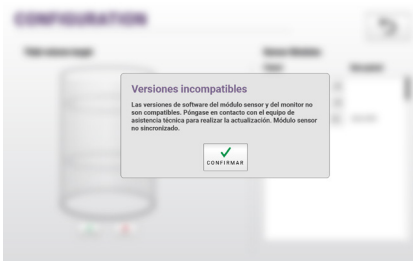 CONFIGURATION
Versiones incompatibles
Las versiones de software del módulo sensor y del monitor no
son compatibles. Póngase en contacto con el equipo de
asistencia técnica para realizar la actualización. Módulo sensor
no sincronizado.
CONFIRMAR